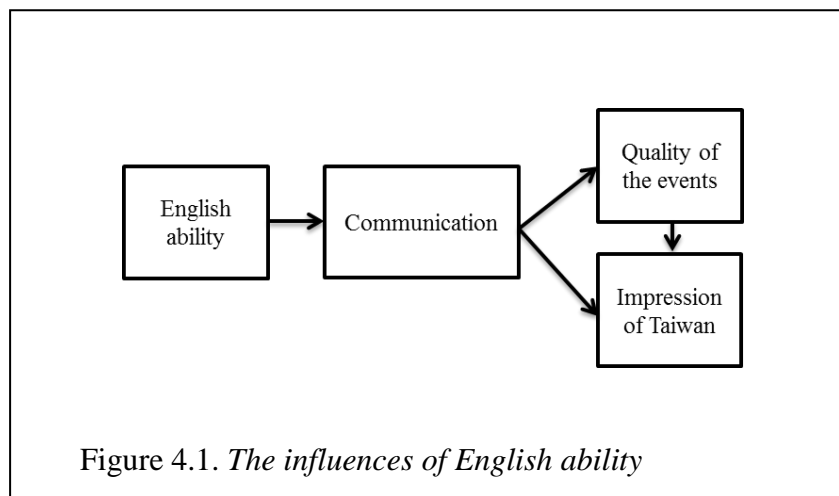 English
ability
Communication
Quality of
the events
Impression
of Taiwan
Figure 4.1. The influences of English ability